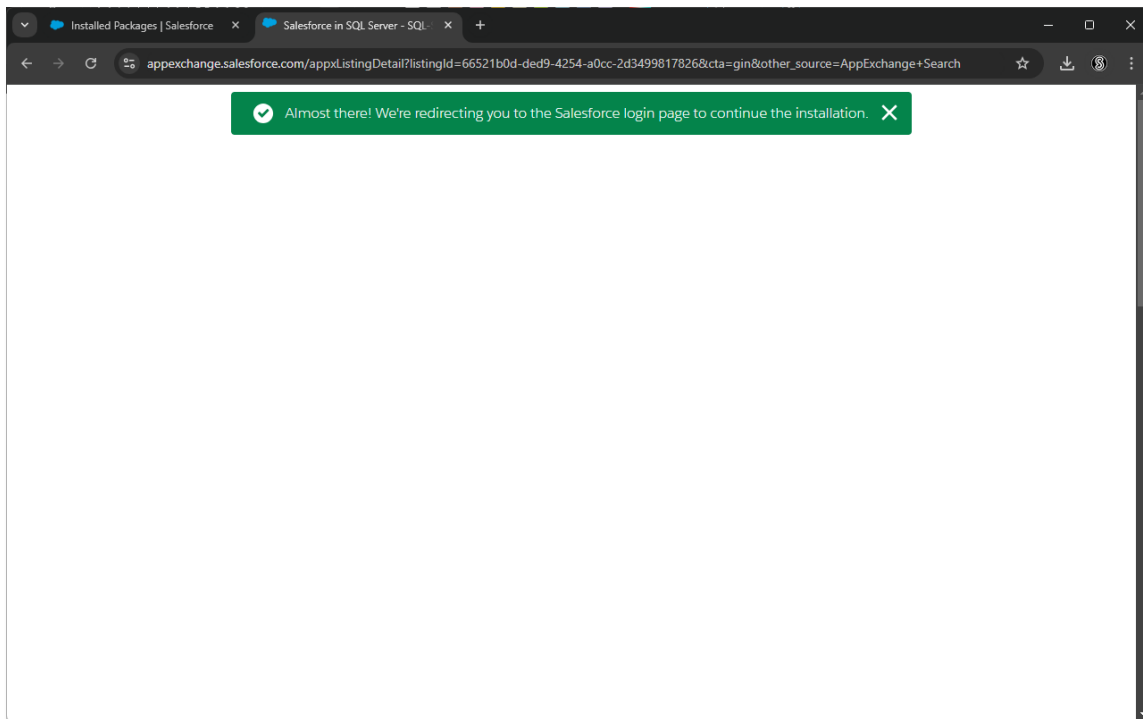 Installed Packages | Salesforce
Salesforce in SQL Server - SQL-
appexchange.salesforce.com/appxListingDetail?listingId=66521b0d-ded9-4254-a0cc-2d3499817826&cta=gin&other_source=AppExchange+Search
Almost there! We're redirecting you to the Salesforce login page to continue the installation.